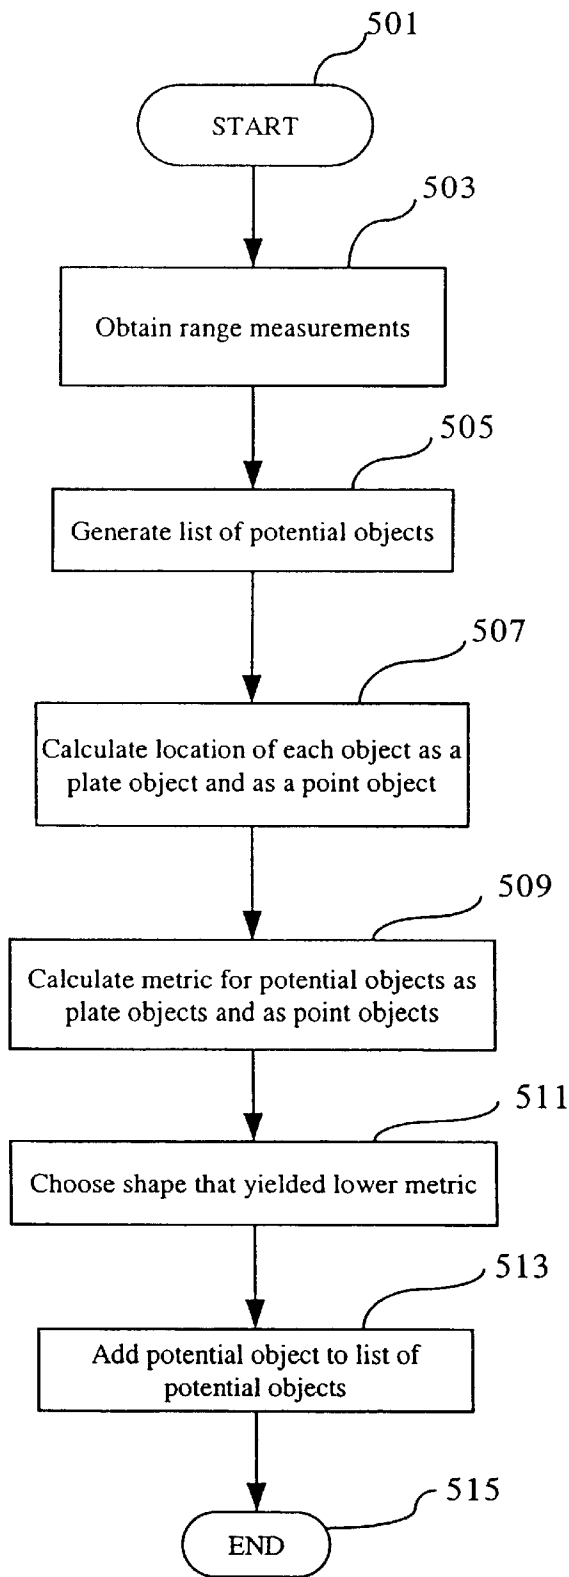 501
START
503
Obtain range measurements
505
Generate list of potential objects
507
Calculate location of each object as a
plate object and as a point object
509
Calculate metric for potential objects as
plate objects and as point objects
511
Choose shape that yielded lower metric
513
Add potential object to list of
potential objects
515
END